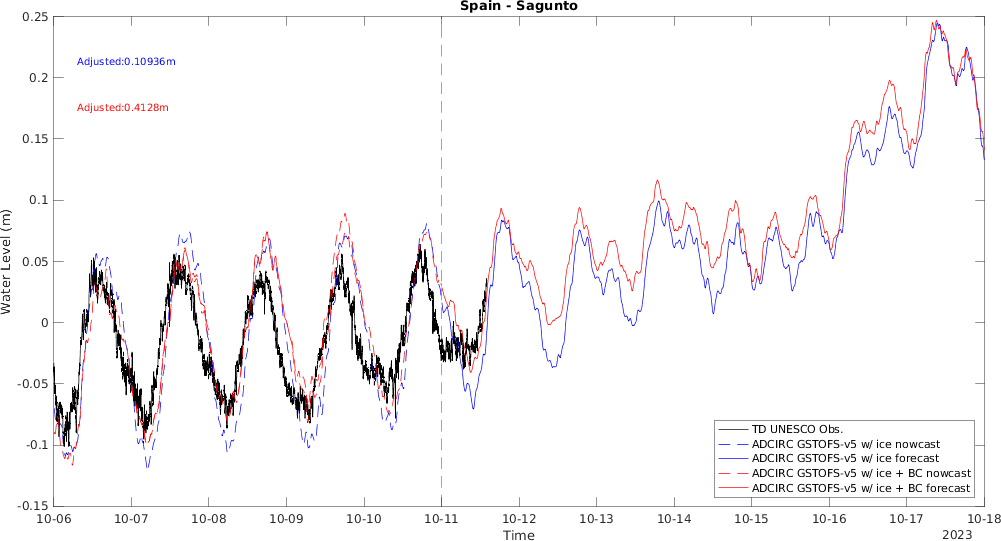 Spain - Sagunto
0.25
0.2
0.15
0.1
0.05
0
-0.05
-0.1
-0.15
Water Level (m)
Adjusted:0.10936m
Adjusted:0.4128m
TD UNESCO Obs.
ADCIRC GSTOFS-v5 w/ ice nowcast
ADCIRC GSTOFS-v5 w/ ice forecast
ADCIRC GSTOFS-v5 w/ ice + BC nowcast
ADCIRC GSTOFS-v5 w/ ice + BC forecast
10-06 10-07 10-08 10-09 10-10 10-11 10-12 10-13 10-14 10-15 10-16 10-17 10-18
Time
2023